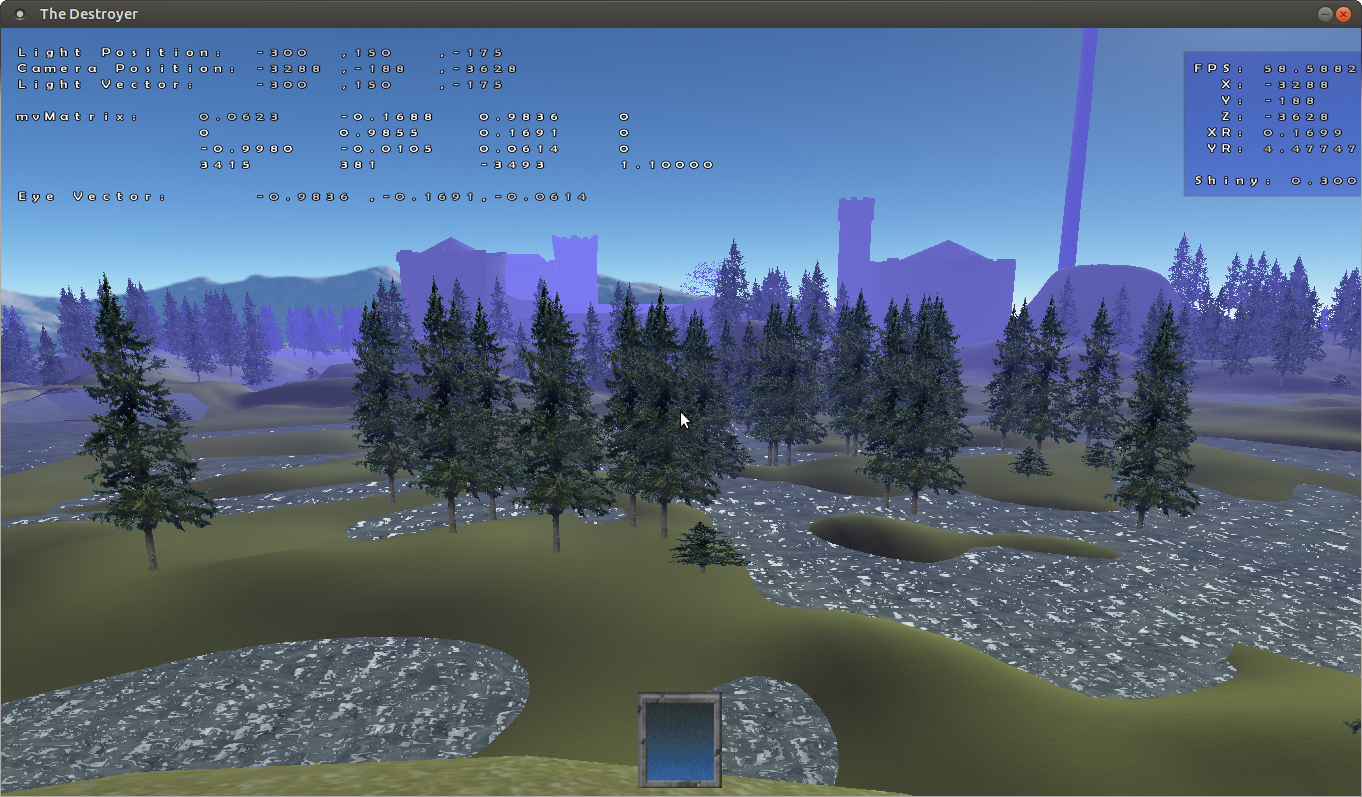 The Destroyer
Light Position: -300 ,150 ,-175
Camera Position: -3288 ,-188 ,-3628
Light Vector: -300 ,150 ,-175
mvMatrix: 0.0623 -0.1688 0.9836 0
0 0.9855 0.1691 0
-0.9980 -0.0105 0.0614 0
3415 381 -3493 1.10000
Eye Vector: -0.9836 ,-0.1691,-0.0614
FPS: 58.5882
X: -3288
Y: -188
Z: -3628
XR: 0.1699
YR: 4.47747
Shiny: 0.300